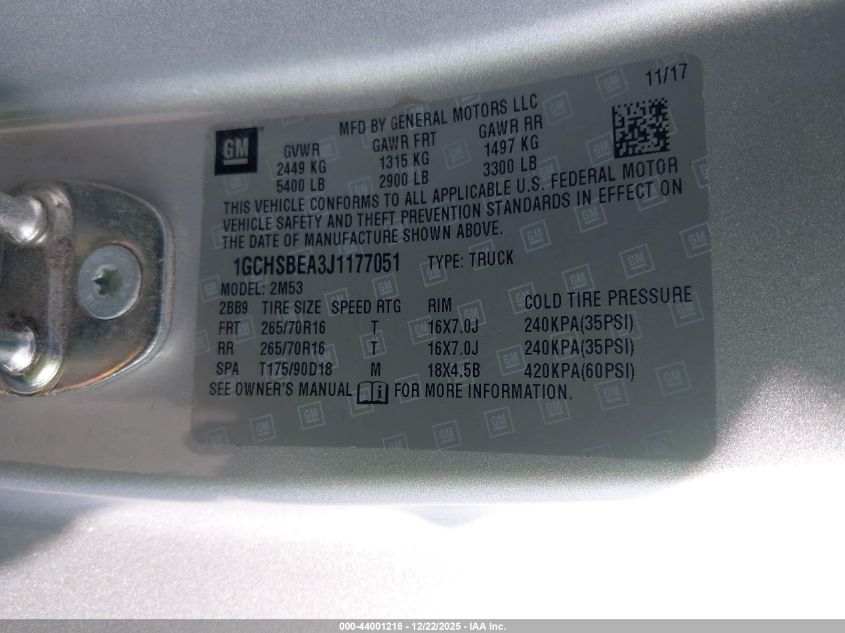 11/17
MFD BY GENERAL MOTORS LLC
GM GVWR GAWR FRT GAWR RR
2449 KG 1315 KG 1497 KG
5400 LB 2900 LB 3300 LB
THIS VEHICLE CONFORMS TO ALL APPLICABLE U.S. FEDERAL MOTOR
VEHICLE SAFETY AND THEFT PREVENTION STANDARDS IN EFFECT ON
THE DATE OF MANUFACTURE SHOWN ABOVE.
1GCHSBEA3J1177051 TYPE: TRUCK
MODEL: 2M53
2BB9 TIRE SIZE SPEED RTG RIM COLD TIRE PRESSURE
FRT 265/70R16 T 16X7.0J 240KPA(35PSI)
RR 265/70R16 T 16X7.0J 240KPA(35PSI)
SPA T175/90D18 M 18X4.5B 420KPA(60PSI)
SEE OWNER'S MANUAL FOR MORE INFORMATION.
000-44001218 - 12/22/2025 - IAA Inc.